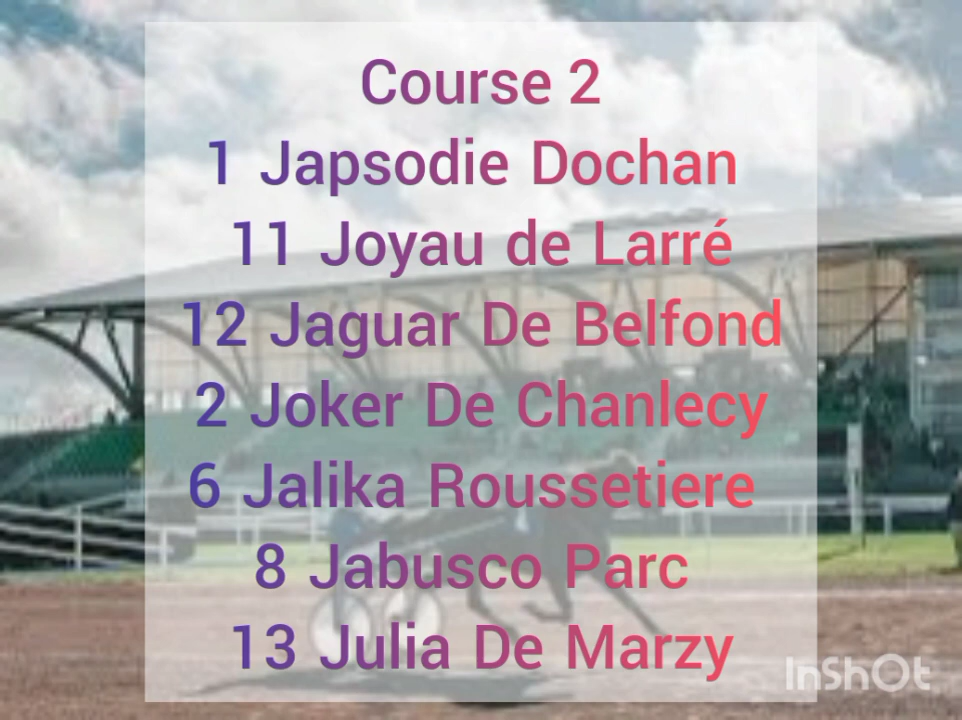 Course 2
1 Japsodie Dochan
11 Joyau de Larré
12 Jaguar De Belfond
2 Joker De Chanlecy
6 Jalika Roussetiere
8 Jabusco Parc
13 Julia De Marzy
InShOt